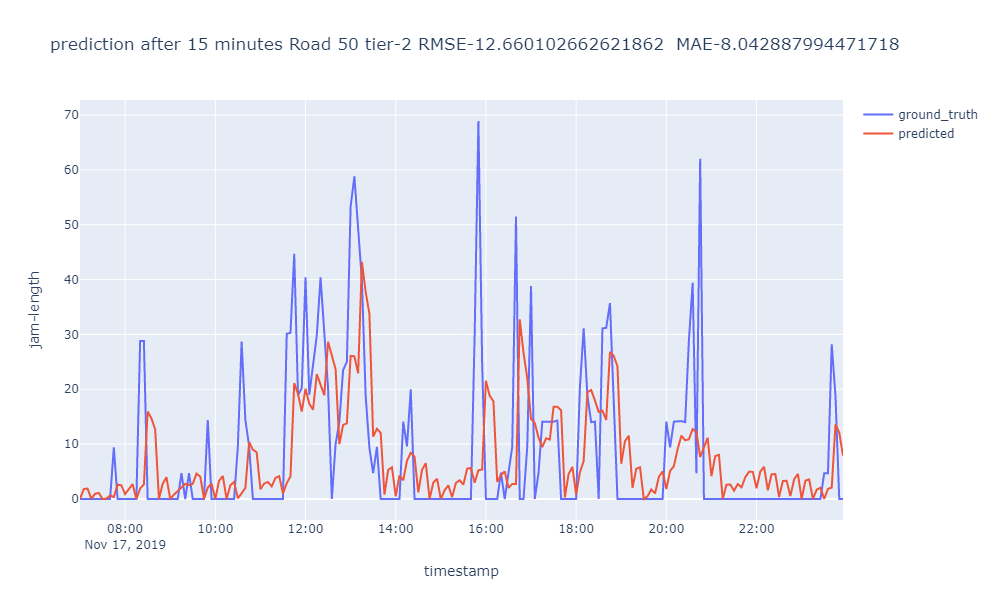 prediction after 15 minutes Road 50 tier-2 RMSE-12.660102662621862  MAE-8.042887994471718
ground_truth
predicted
jam-length
70
60
50
40
30
20
10
0
08:00 10:00 12:00 14:00 16:00 18:00 20:00 22:00
Nov 17, 2019
timestamp